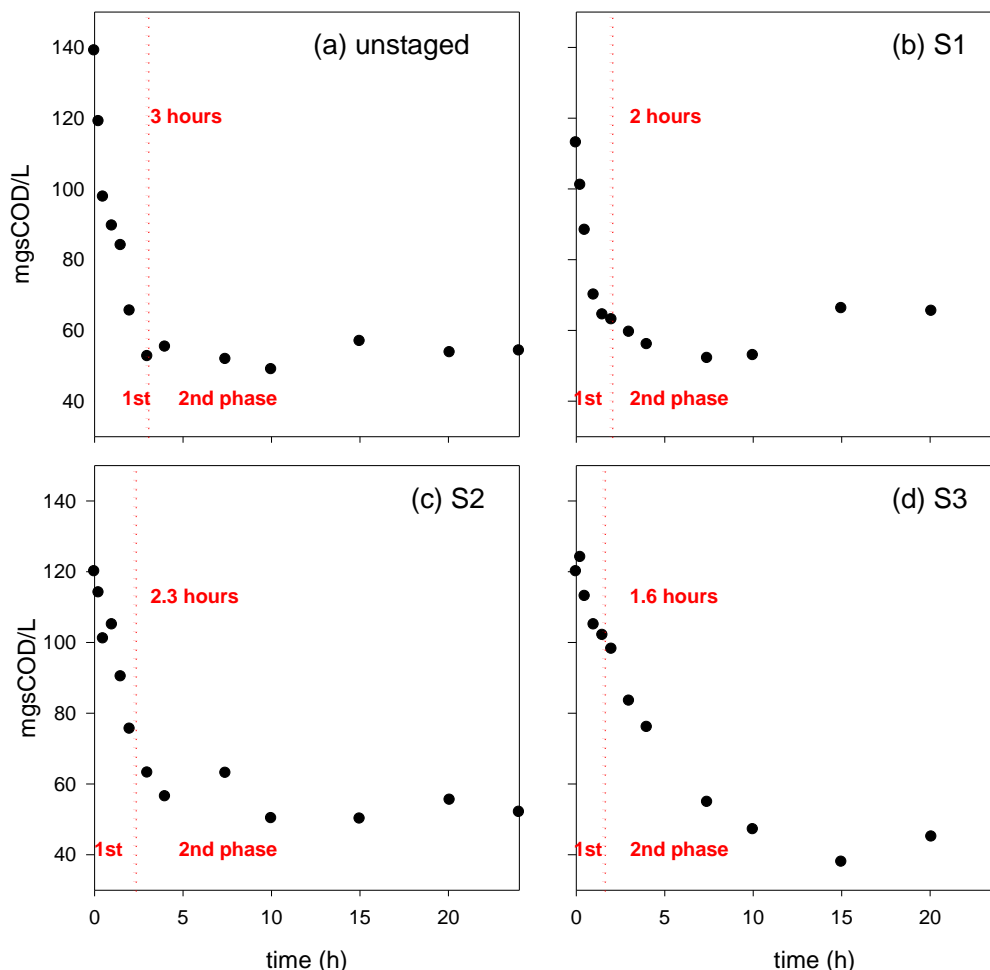 (a) unstaged
(b) S1
140
120
100
80
60
40
mgsCOD/L
3 hours
2 hours
1st 2nd phase
1st 2nd phase
(c) S2
(d) S3
140
120
100
80
60
40
mgsCOD/L
2.3 hours
1.6 hours
1st 2nd phase
1st 2nd phase
0 5 10 15 20
0 5 10 15 20
time (h)
time (h)